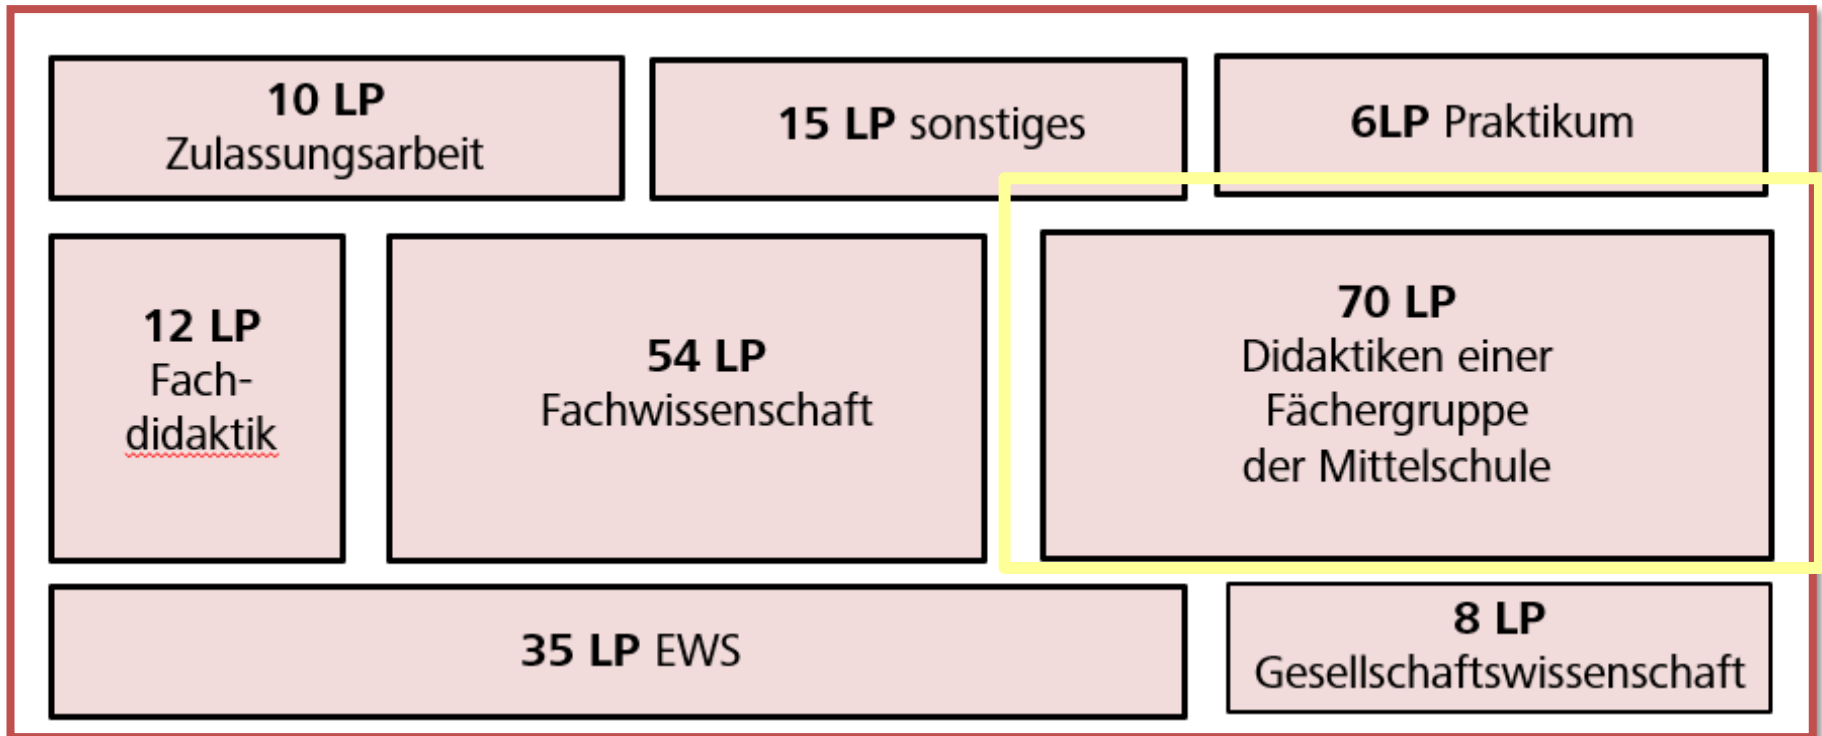 10 LP
Zulassungsarbeit
15 LP sonstiges
6LP Praktikum
12 LP
Fach-
didaktik
54 LP
Fachwissenschaft
70 LP
Didaktiken einer
Fächergruppe
der Mittelschule
35 LP EWS
8 LP
Gesellschaftswissenschaft